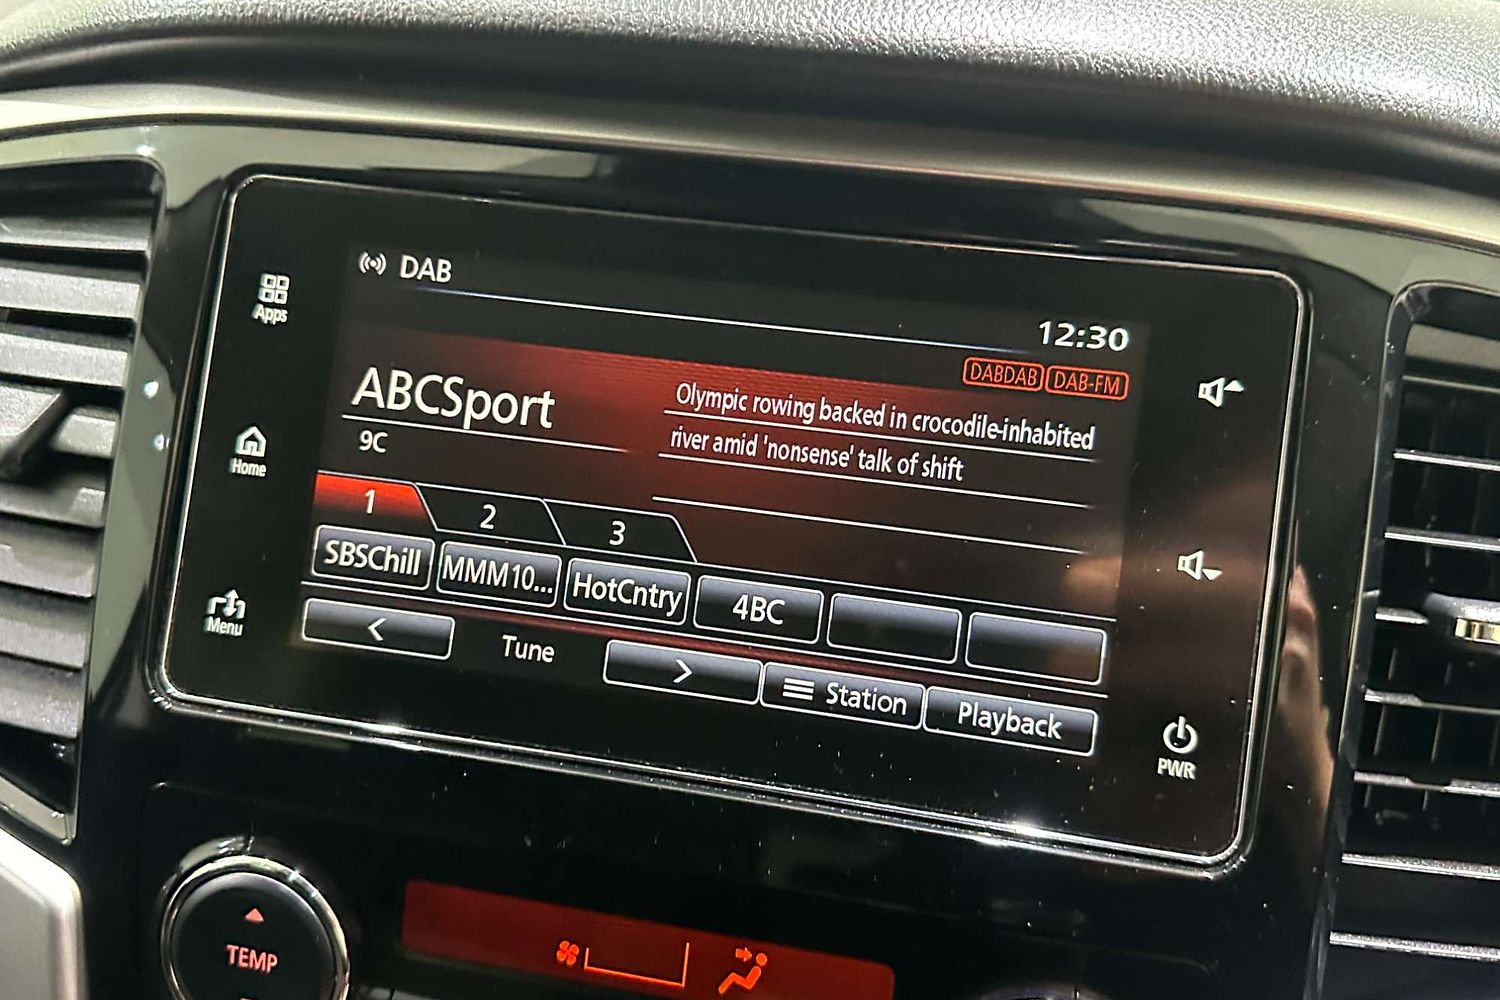 DAB
12:30
Apps
DABDAB DAB-FM
ABCSport
Olympic rowing backed in crocodile-inhabited
river amid 'nonsense' talk of shift
9C
Home
1 2 3
SBSChill MMM10... HotCntry 4BC
Menu
< Tune > Station Playback
PWR
TEMP